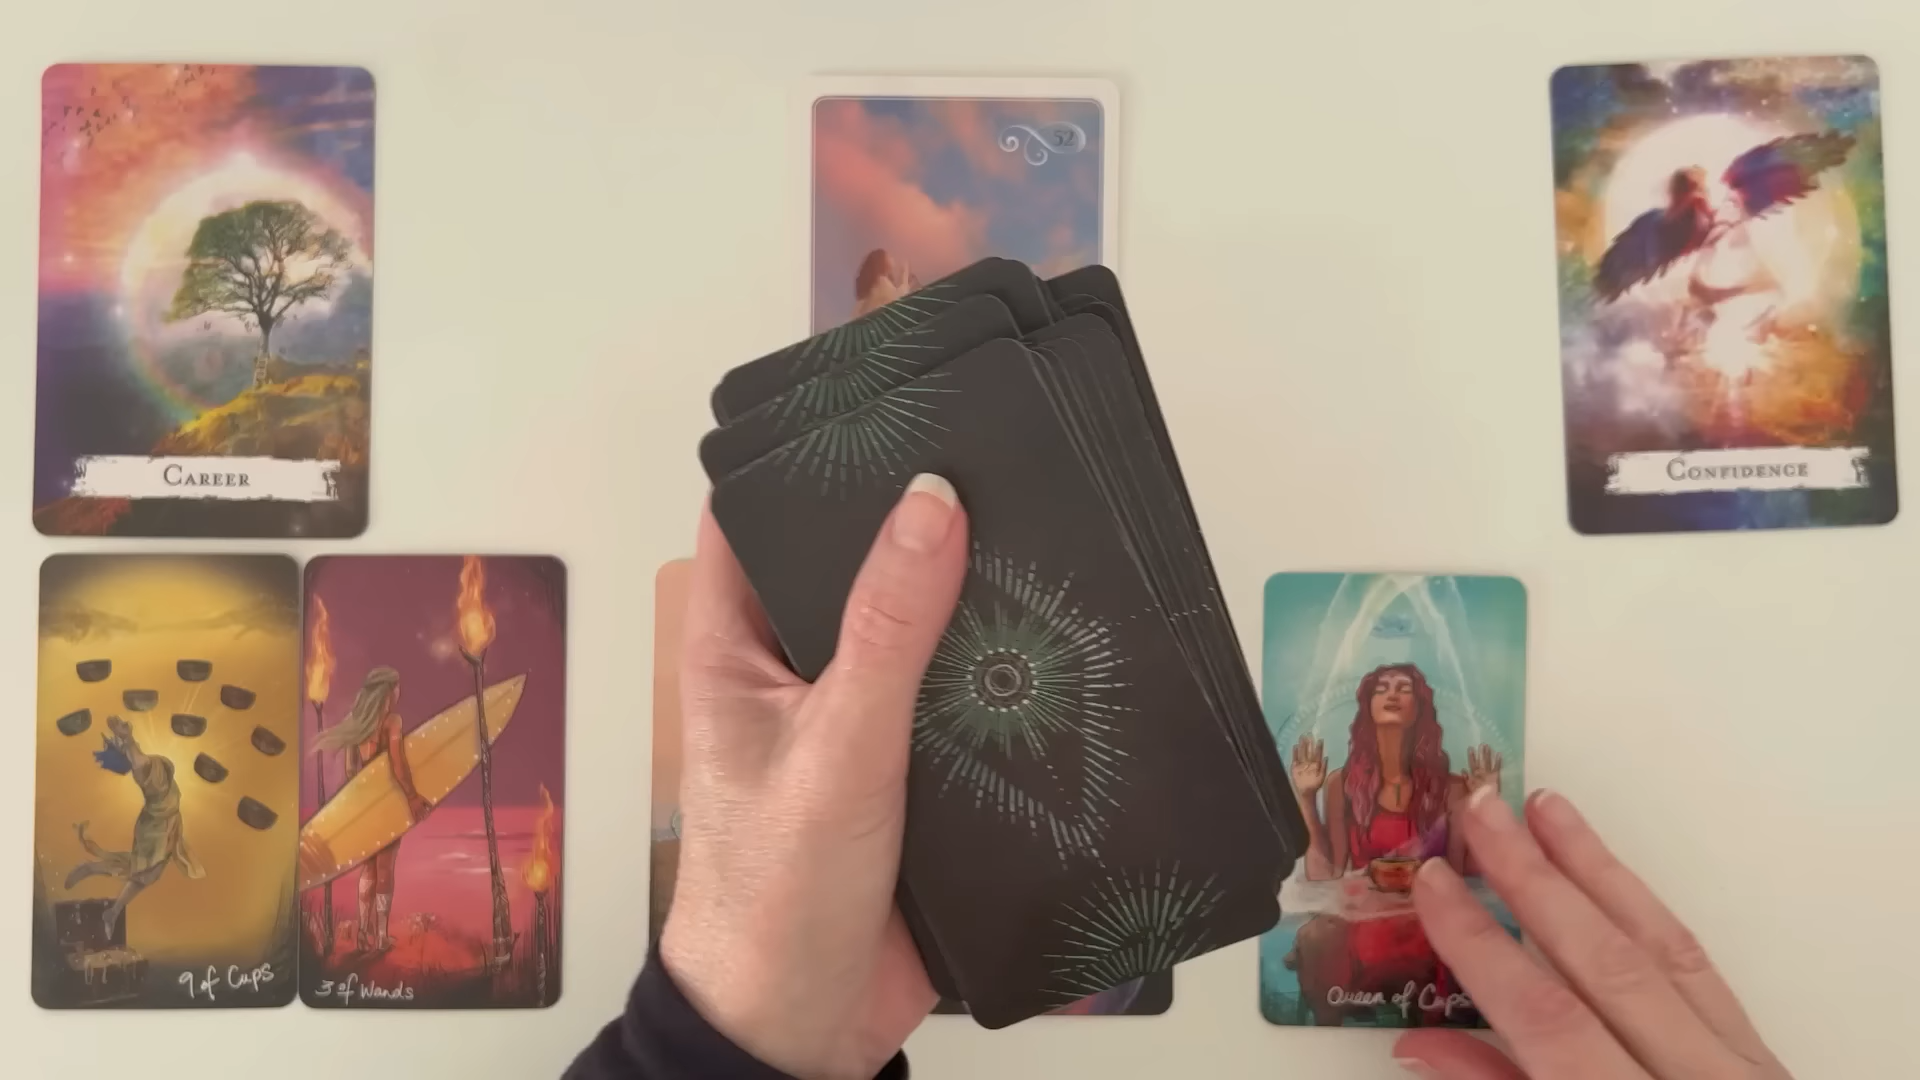 52
Career
Confidence
9 of Cups
3 of Wands
Queen of Cups